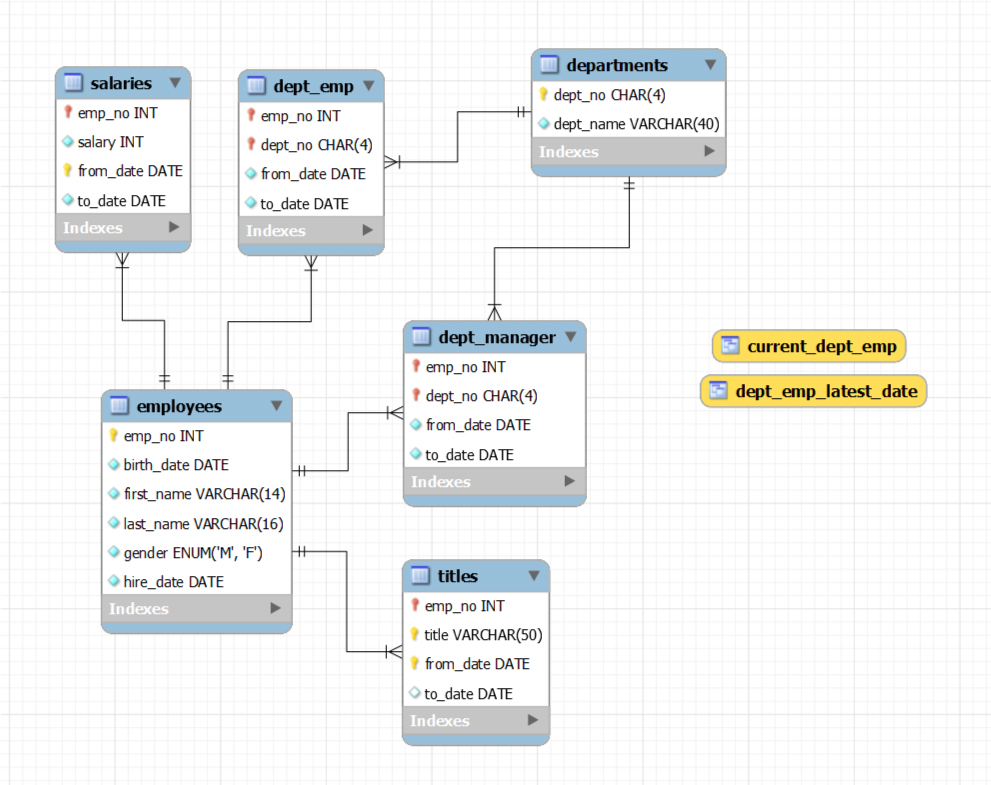 salaries
emp_no INT
salary INT
from_date DATE
to_date DATE
Indexes
dept_emp
emp_no INT
dept_no CHAR(4)
from_date DATE
to_date DATE
Indexes
departments
dept_no CHAR(4)
dept_name VARCHAR(40)
Indexes
dept_manager
emp_no INT
dept_no CHAR(4)
from_date DATE
to_date DATE
Indexes
current_dept_emp
dept_emp_latest_date
employees
emp_no INT
birth_date DATE
first_name VARCHAR(14)
last_name VARCHAR(16)
gender ENUM('M', 'F')
hire_date DATE
Indexes
titles
emp_no INT
title VARCHAR(50)
from_date DATE
to_date DATE
Indexes